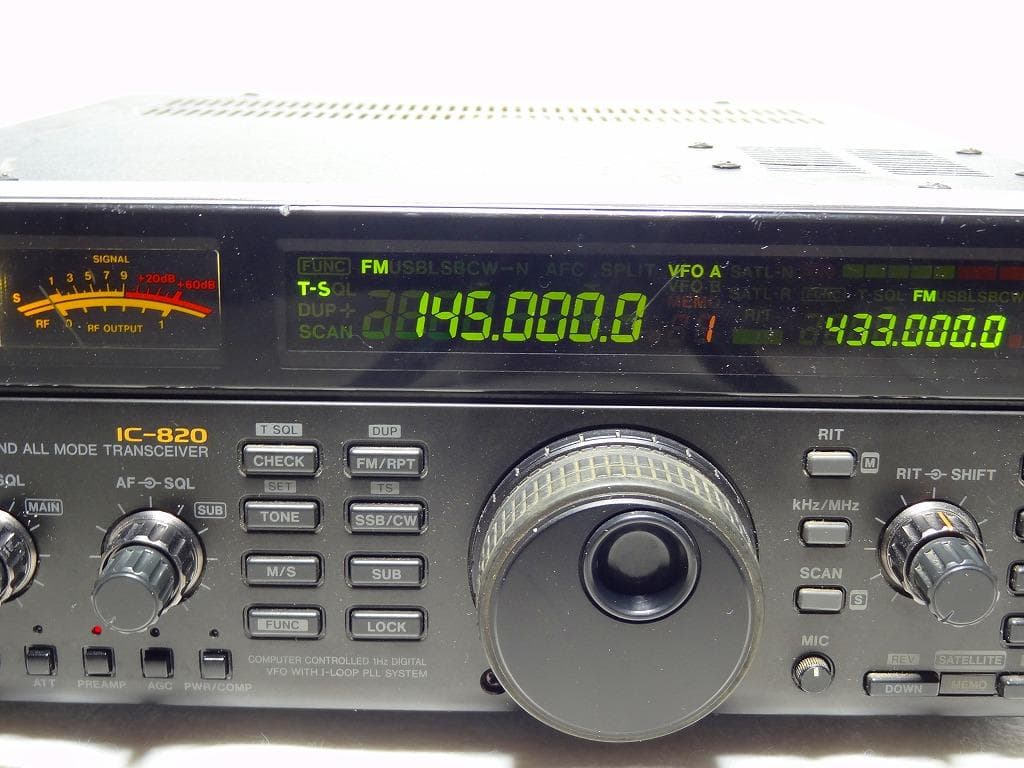 SIGNAL
1 3 5 7 9 +20dB +60dB
S
RF 0 RF OUTPUT 1
FUNC FM USB LSB CW-N AFC SPLIT VFO A SATL-N
T-SQL VFO B SATL-R T-SQL FM USB LSB CW
DUP+ 145.000.0 MEMO RIT 433.000.0
SCAN 1
IC-820
ND ALL MODE TRANSCEIVER
SQL
MAIN
AF SQL
SUB
T SQL DUP
CHECK FM/RPT
SET TS
TONE SSB/CW
M/S SUB
FUNC LOCK
COMPUTER CONTROLLED 1Hz DIGITAL
VFO WITH I-LOOP PLL SYSTEM
ATT PREAMP AGC PWR/COMP
RIT
M
RIT SHIFT
kHz/MHz
SCAN
S
MIC
REV SATELLITE
DOWN MEMO